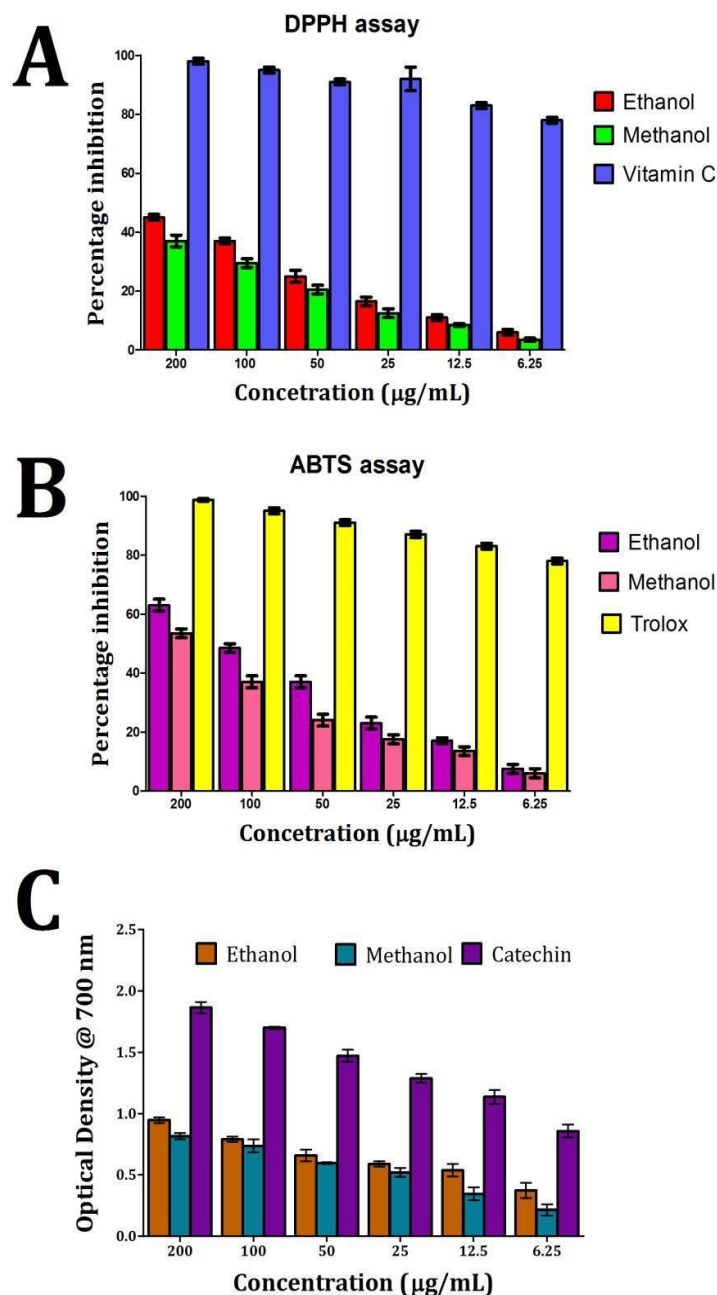 A
DPPH assay
Percentage inhibition
100
80
60
40
20
0
200 100 50 25 12.5 6.25
Concetration (µg/mL)
Ethanol
Methanol
Vitamin C
B
ABTS assay
Percentage inhibition
100
80
60
40
20
0
200 100 50 25 12.5 6.25
Concetration (µg/mL)
Ethanol
Methanol
Trolox
C
Optical Density @ 700 nm
2.5
2.0
1.5
1.0
0.5
0.0
Ethanol Methanol Catechin
200 100 50 25 12.5 6.25
Concentration (µg/mL)